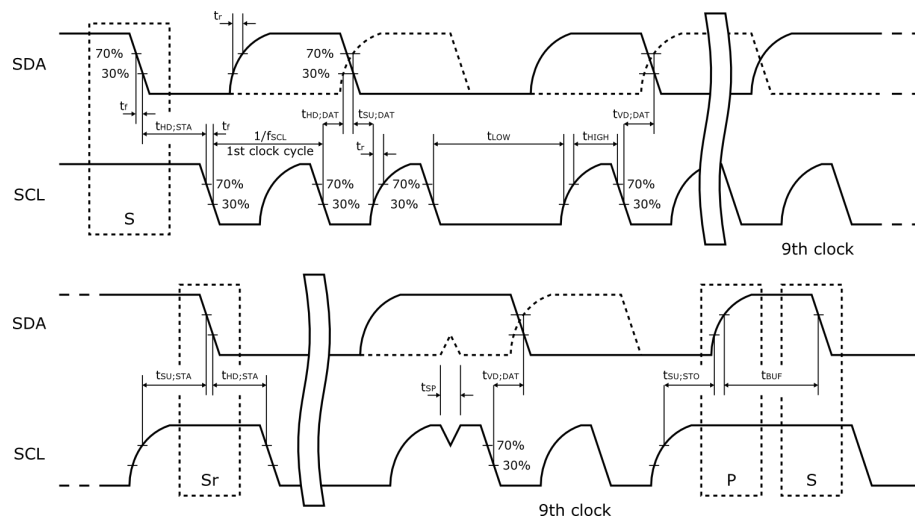 SDA
70%
30%
tr
tf
tHD;STA
tf
1/fSCL
1st clock cycle
70%
30%
tHD;DAT
tSU;DAT
tr
tLOW
tHIGH
tVD;DAT
SCL
70%
30%
70%
30%
70%
30%
70%
30%
S
9th clock
SDA
tSU;STA
tHD;STA
tSP
tVD;DAT
tSU;STO
tBUF
SCL
70%
30%
Sr
P
S
9th clock